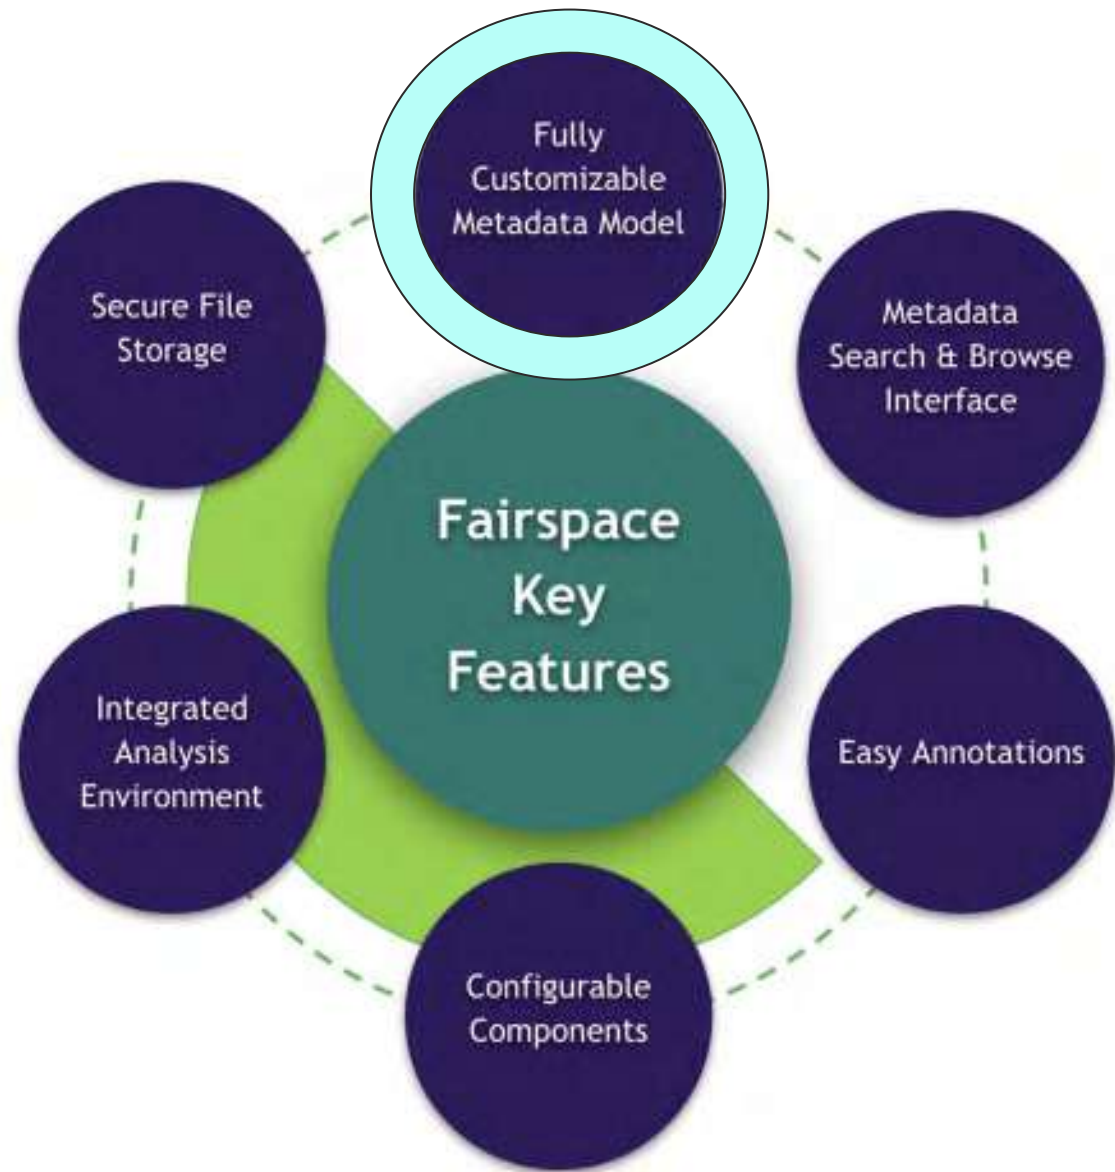 Fully
Customizable
Metadata Model
Secure File
Storage
Metadata
Search & Browse
Interface
Fairspace
Key
Features
Integrated
Analysis
Environment
Easy Annotations
Configurable
Components